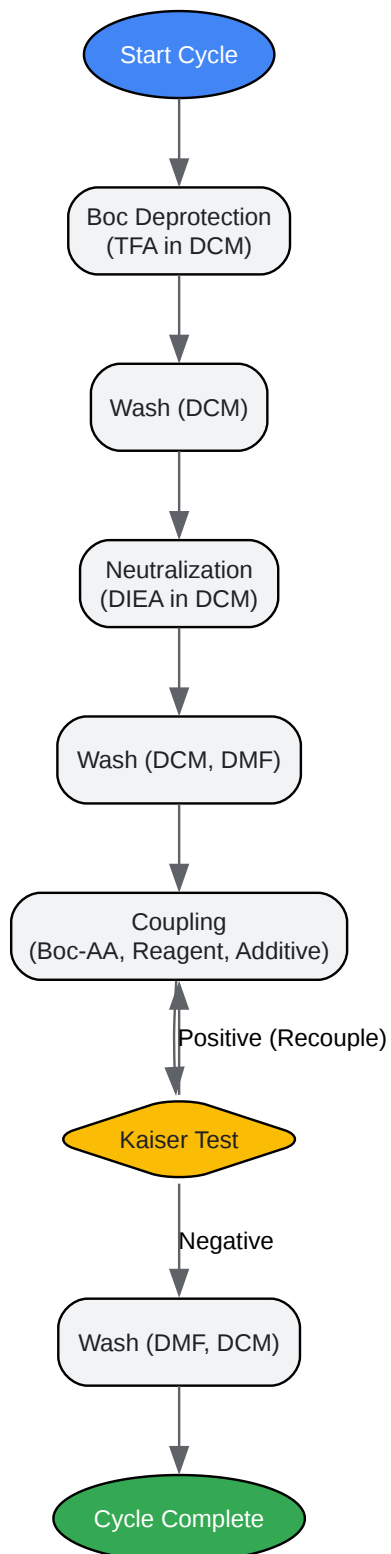 Start Cycle
Boc Deprotection
(TFA in DCM)
Wash (DCM)
Neutralization
(DIEA in DCM)
Wash (DCM, DMF)
Coupling
(Boc-AA, Reagent, Additive)
Positive (Recouple)
Kaiser Test
Negative
Wash (DMF, DCM)
Cycle Complete